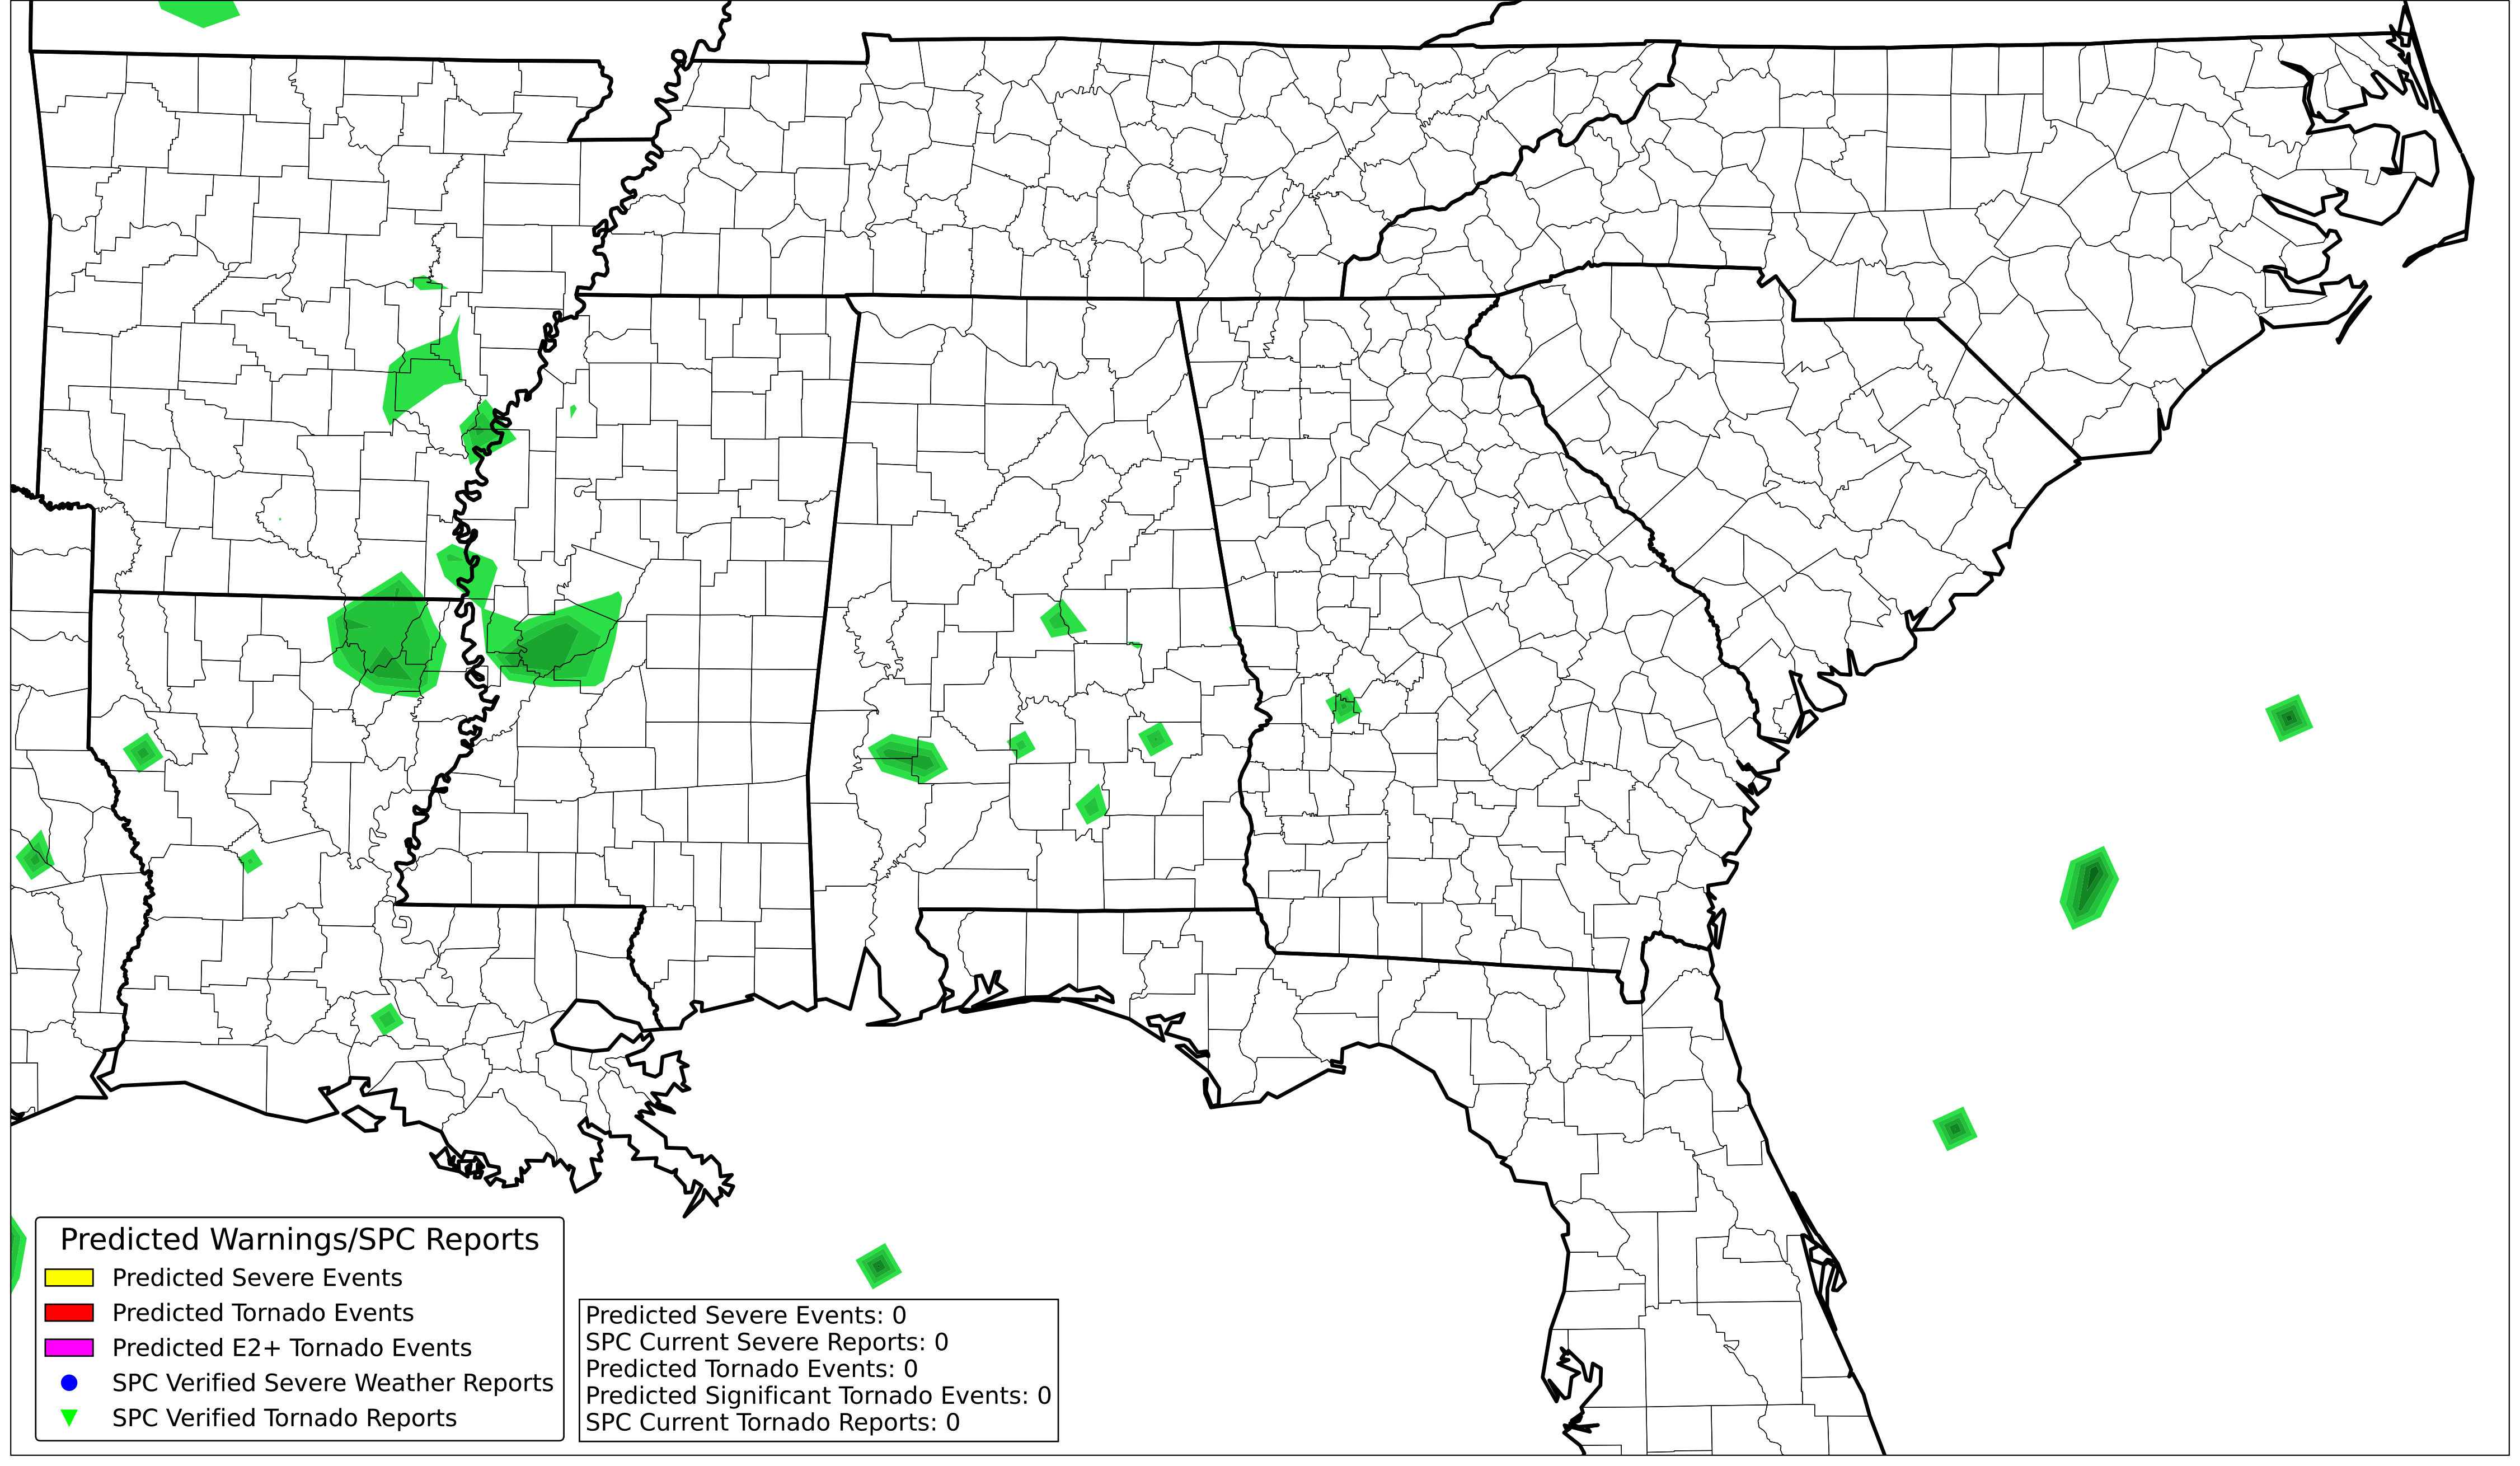 Predicted Warnings/SPC Reports
Predicted Severe Events
Predicted Tornado Events
Predicted E2+ Tornado Events
SPC Verified Severe Weather Reports
SPC Verified Tornado Reports
Predicted Severe Events: 0
SPC Current Severe Reports: 0
Predicted Tornado Events: 0
Predicted Significant Tornado Events: 0
SPC Current Tornado Reports: 0